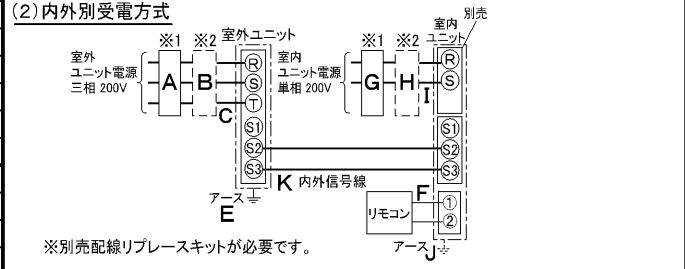 (2)内外別受電方式
別売
※1 ※2 室外ユニット
※1 ※2
室内
ユニット
室外
ユニット電源
三相 200V
A
B
C
R
S
T
S1
S2
S3
室内
ユニット電源
単相 200V
G
H
I
R
S
S1
S2
S3
K 内外信号線
アース
E
リモコン
F
1
2
アース
J
※別売配線リプレースキットが必要です。